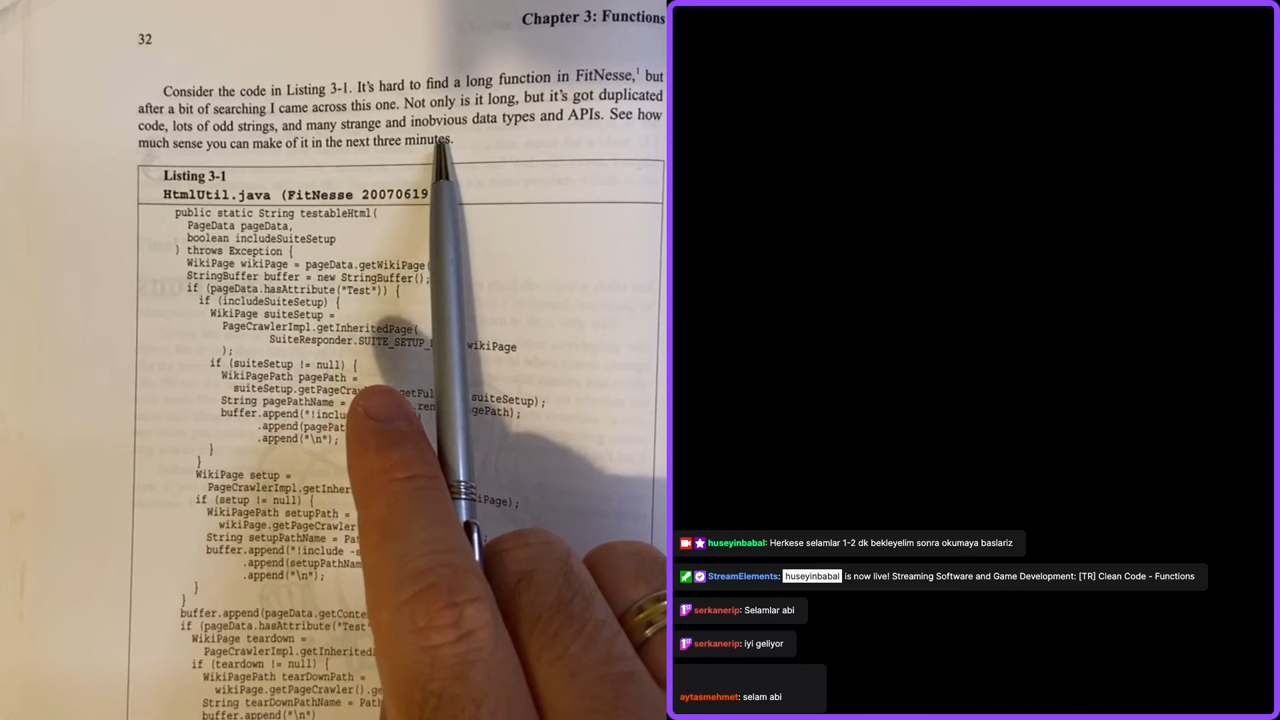 Chapter 3: Functions
32
Consider the code in Listing 3-1. It's hard to find a long function in FitNesse,1 but
after a bit of searching I came across this one. Not only is it long, but it's got duplicated
code, lots of odd strings, and many strange and inobvious data types and APIs. See how
much sense you can make of it in the next three minutes.
Listing 3-1
HtmlUtil.java (FitNesse 20070619
public static String testableHtml(
PageData pageData,
boolean includeSuiteSetup
) throws Exception {
WikiPage wikiPage = pageData.getWikiPage(
StringBuffer buffer = new StringBuffer();
if (pageData.hasAttribute("Test")) {
if (includeSuiteSetup) {
WikiPage suiteSetup =
PageCrawlerImpl.getInheritedPage(
SuiteResponder.SUITE_SETUP_ wikiPage
);
if (suiteSetup != null) {
WikiPagePath pagePath =
suiteSetup.getPageCra getFul suiteSetup);
String pagePathName = .ren gePath);
buffer.append("!inclu
.append(pagePat
.append("\n");
}
}
WikiPage setup =
PageCrawlerImpl.getInher iPage);
if (setup != null) {
WikiPagePath setupPath =
wikiPage.getPageCrawler ;
String setupPathName = Pat
buffer.append("!include -s
.append(setupPathNam
.append("\n");
}
}
buffer.append(pageData.getConte
if (pageData.hasAttribute("Test"
WikiPage teardown =
PageCrawlerImpl.getInherited
if (teardown != null) {
WikiPagePath tearDownPath =
wikiPage.getPageCrawler().ge
String tearDownPathName = Path
buffer.append("\n")
huseyinbabal: Herkese selamlar 1-2 dk bekleyelim sonra okumaya baslariz
StreamElements: huseyinbabal is now live! Streaming Software and Game Development: [TR] Clean Code - Functions
serkanerip: Selamlar abi
serkanerip: iyi geliyor
aytasmehmet: selam abi